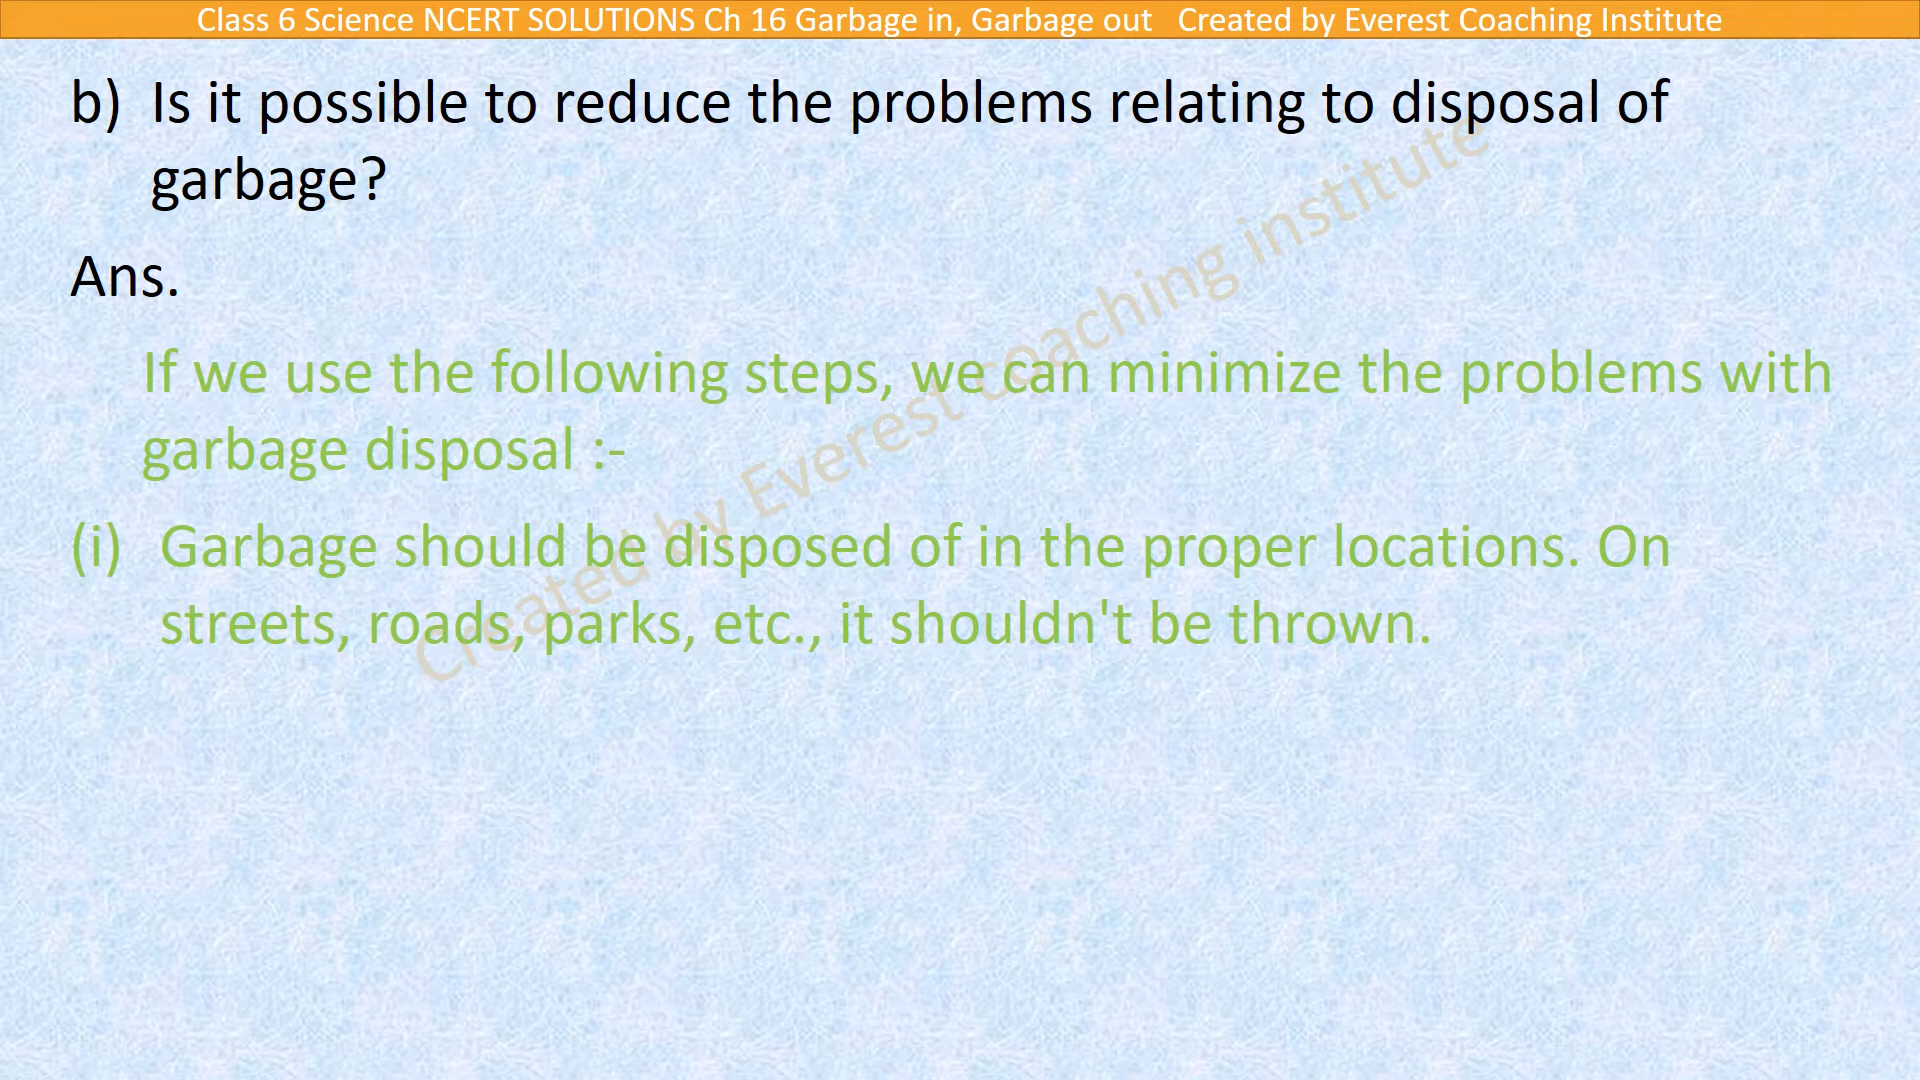 Class 6 Science NCERT SOLUTIONS Ch 16 Garbage in, Garbage out Created by Everest Coaching Institute
b) Is it possible to reduce the problems relating to disposal of
garbage?
Ans.
If we use the following steps, we can minimize the problems with
garbage disposal :-
(i) Garbage should be disposed of in the proper locations. On
streets, roads, parks, etc., it shouldn't be thrown.
Created by Everest coaching institute